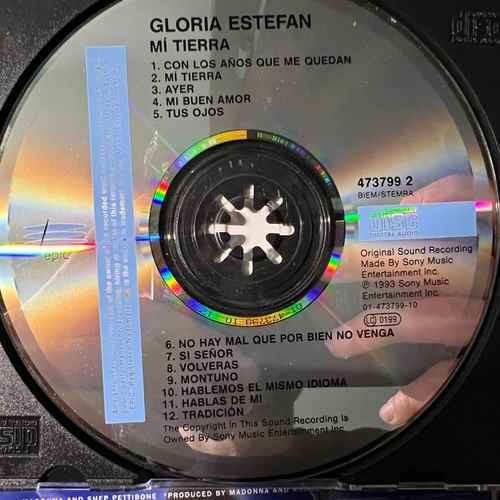 GLORIA ESTEFAN
MÍ TIERRA
1. CON LOS AÑOS QUE ME QUEDAN
2. MÍ TIERRA
3. AYER
4. MI BUEN AMOR
5. TUS OJOS
473799 2
BIEM/STEMRA
DIGITAL AUDIO
epic
Original Sound Recording
Made By Sony Music
Entertainment Inc.
℗ 1993 Sony Music
Entertainment Inc.
01-473799-10
LC 0199
6. NO HAY MAL QUE POR BIEN NO VENGA
7. SI SEÑOR
8. VOLVERAS
9. MONTUNO
10. HABLEMOS EL MISMO IDIOMA
11. HABLAS DE MI
12. TRADICIÓN
The Copyright In This Sound Recording Is
Owned By Sony Music Entertainment Inc.
MADONNA AND SHEP PETTIBONE *PRODUCED BY MADONNA AND